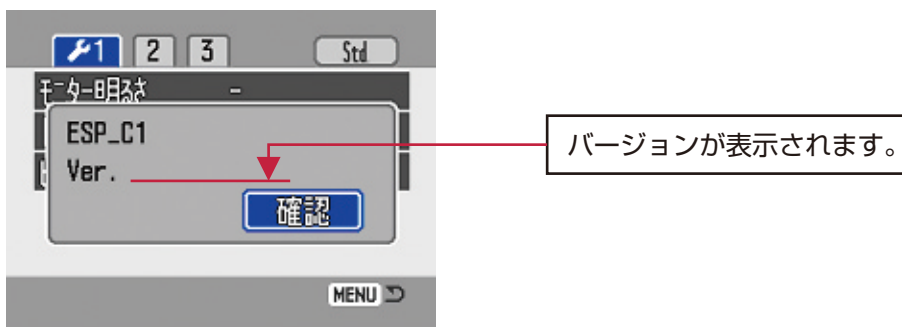 1 2 3 Std
モニター明るさ -
ESP_C1
Ver.
確認
MENU
バージョンが表示されます。